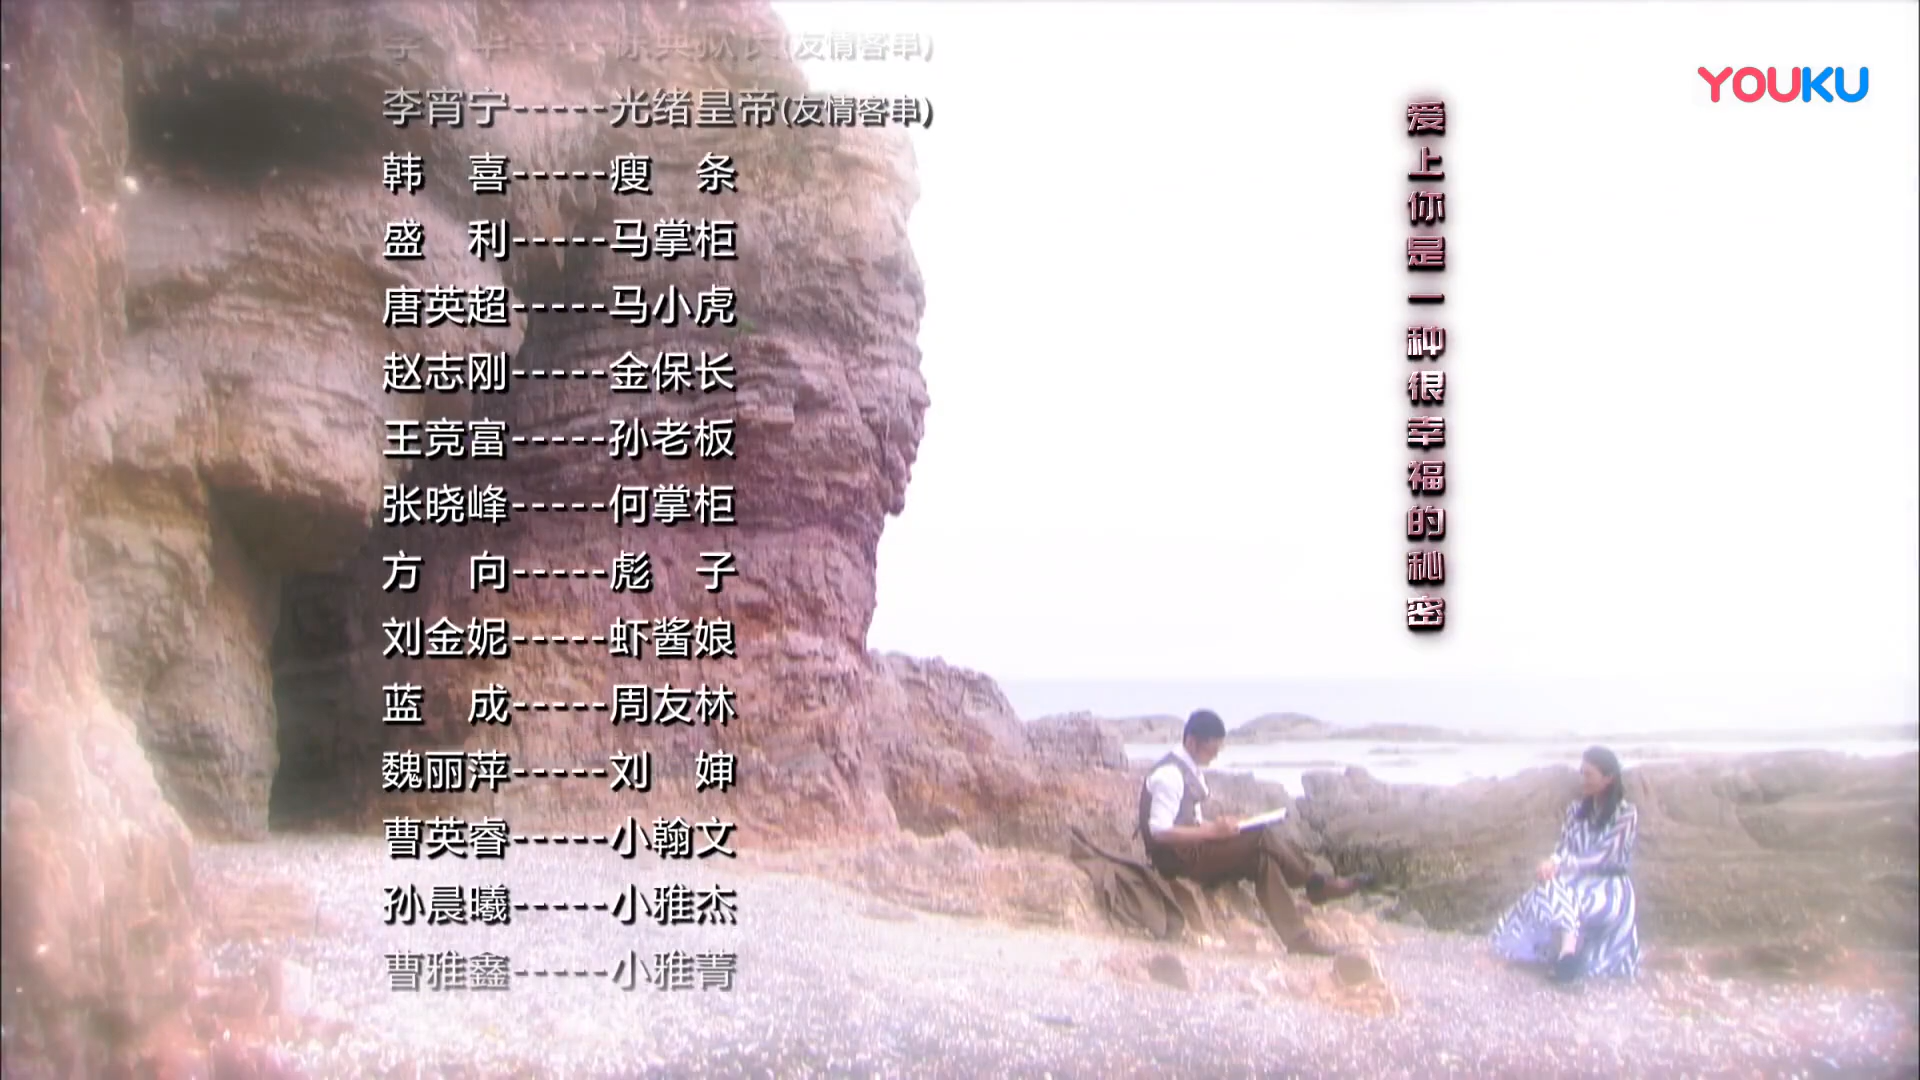 (友情客串)
李宵宁-----光绪皇帝(友情客串)
韩　喜-----瘦　条
盛　利-----马掌柜
唐英超-----马小虎
赵志刚-----金保长
王竞富-----孙老板
张晓峰-----何掌柜
方　向-----彪　子
刘金妮-----虾酱娘
蓝　成-----周友林
魏丽萍-----刘　婶
曹英睿-----小翰文
孙晨曦-----小雅杰
曹雅鑫-----小雅菁
爱上你是一种很幸福的秘密
YOUKU